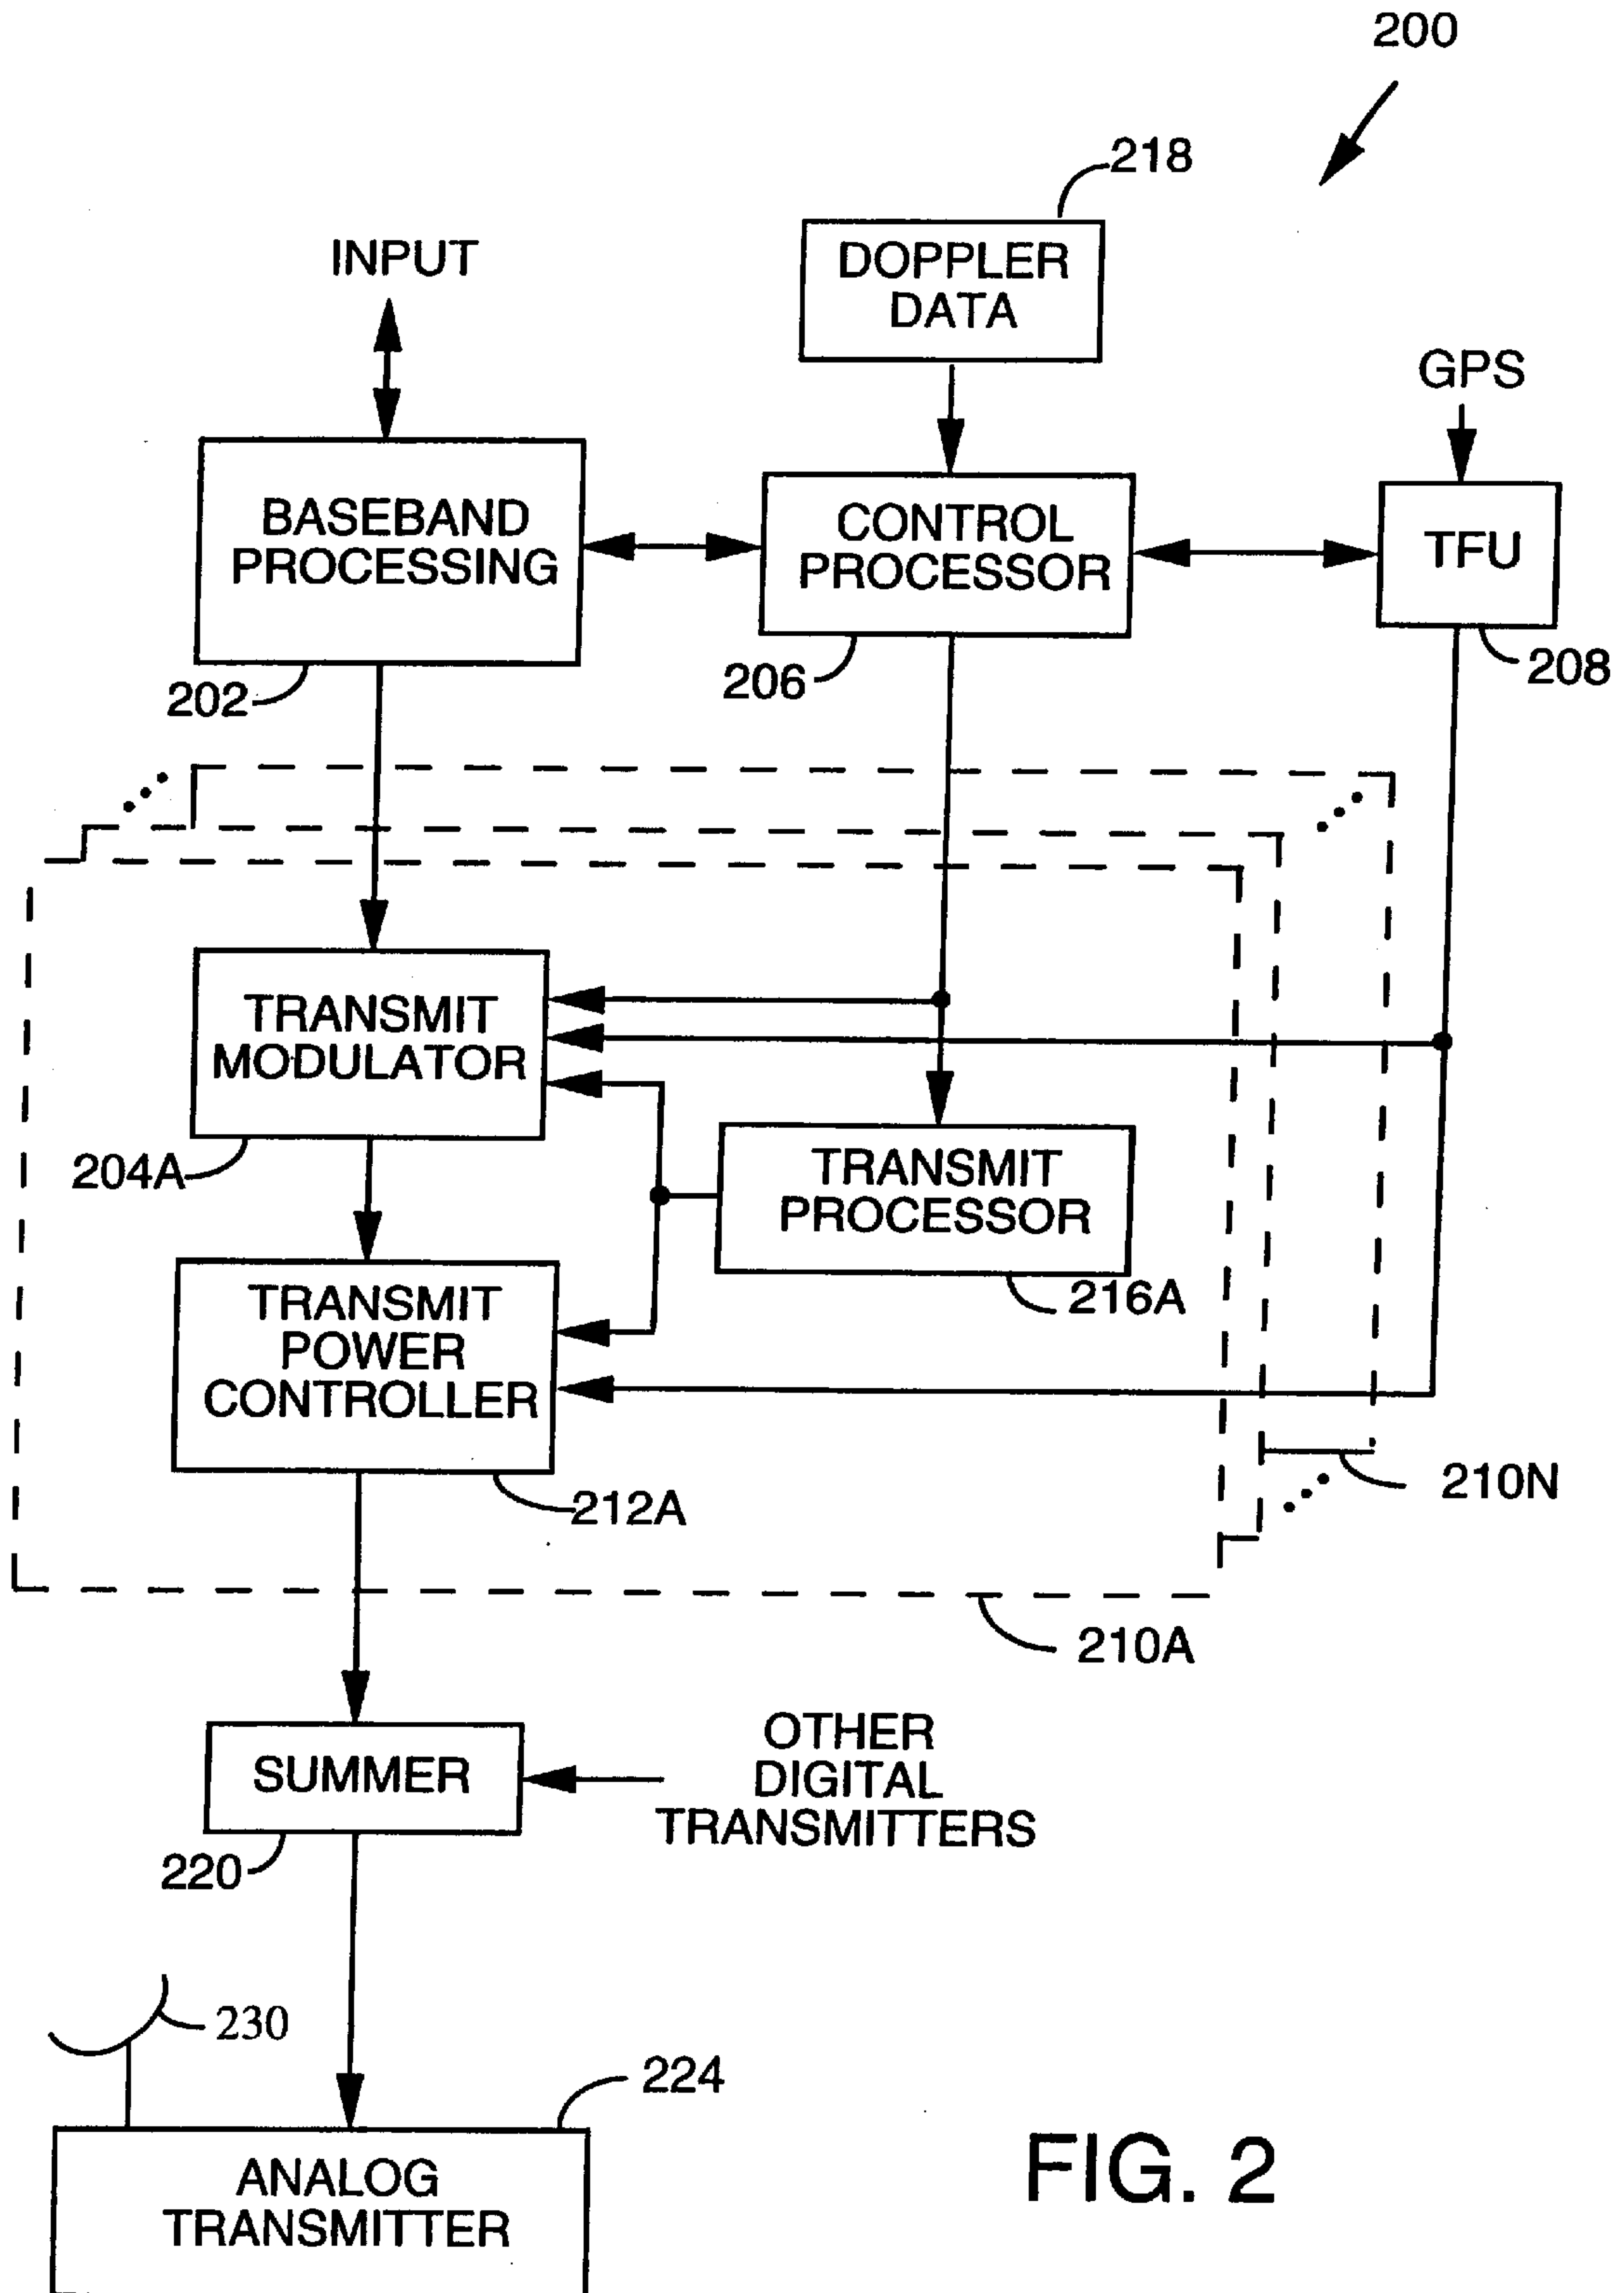 200
218
INPUT
DOPPLER
DATA
GPS
BASEBAND
PROCESSING
CONTROL
PROCESSOR
TFU
202
206
208
TRANSMIT
MODULATOR
204A
TRANSMIT
PROCESSOR
216A
TRANSMIT
POWER
CONTROLLER
212A
210N
210A
SUMMER
220
OTHER
DIGITAL
TRANSMITTERS
230
224
ANALOG
TRANSMITTER
FIG. 2